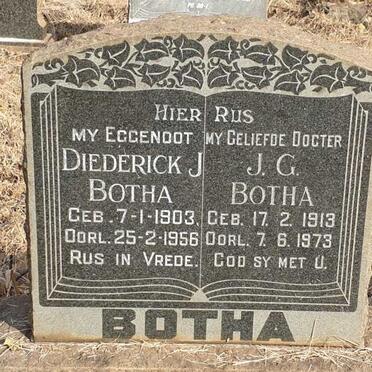 HIER RUS
MY EGGENOOT
DIEDERICK J
BOTHA
GEB. 7-1-1903.
OORL. 25-2-1956
RUS IN VREDE.
MY GELIEFDE DOGTER
J. G.
BOTHA
GEB. 17. 2. 1913
OORL. 7. 6. 1973
GOD SY MET U.
BOTHA